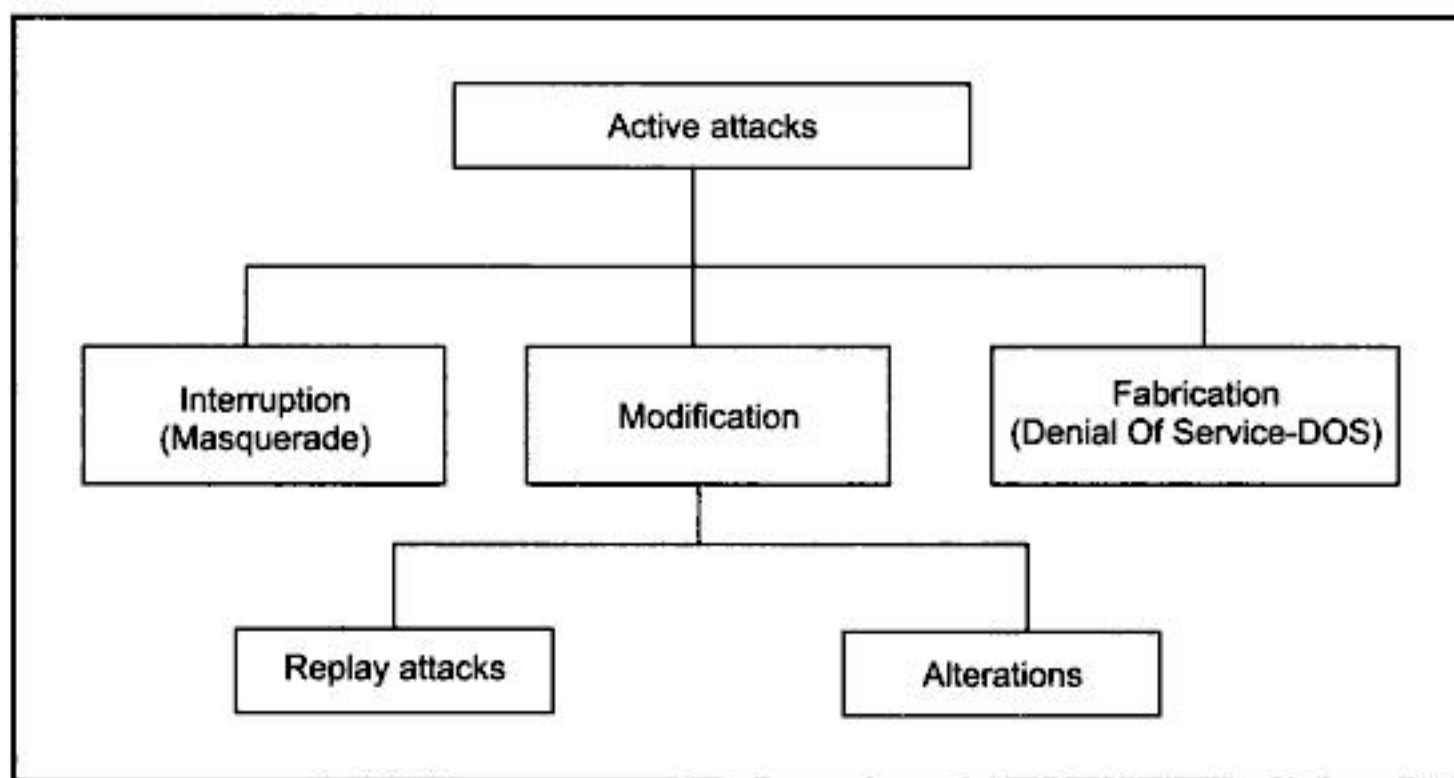 Active attacks
Interruption
(Masquerade)
Modification
Fabrication
(Denial Of Service-DOS)
Replay attacks
Alterations